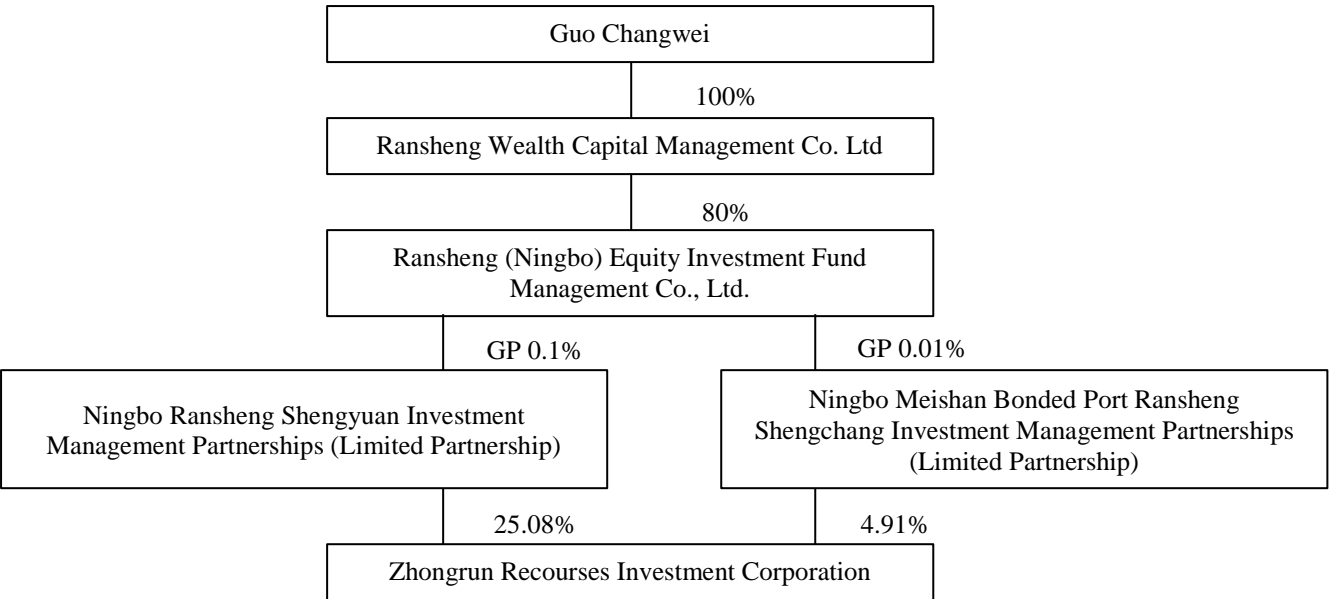 Guo Changwei
100%
Ransheng Wealth Capital Management Co. Ltd
80%
Ransheng (Ningbo) Equity Investment Fund
Management Co., Ltd.
GP 0.1%
GP 0.01%
Ningbo Ransheng Shengyuan Investment
Management Partnerships (Limited Partnership)
Ningbo Meishan Bonded Port Ransheng
Shengchang Investment Management Partnerships
(Limited Partnership)
25.08%
4.91%
Zhongrun Recourses Investment Corporation